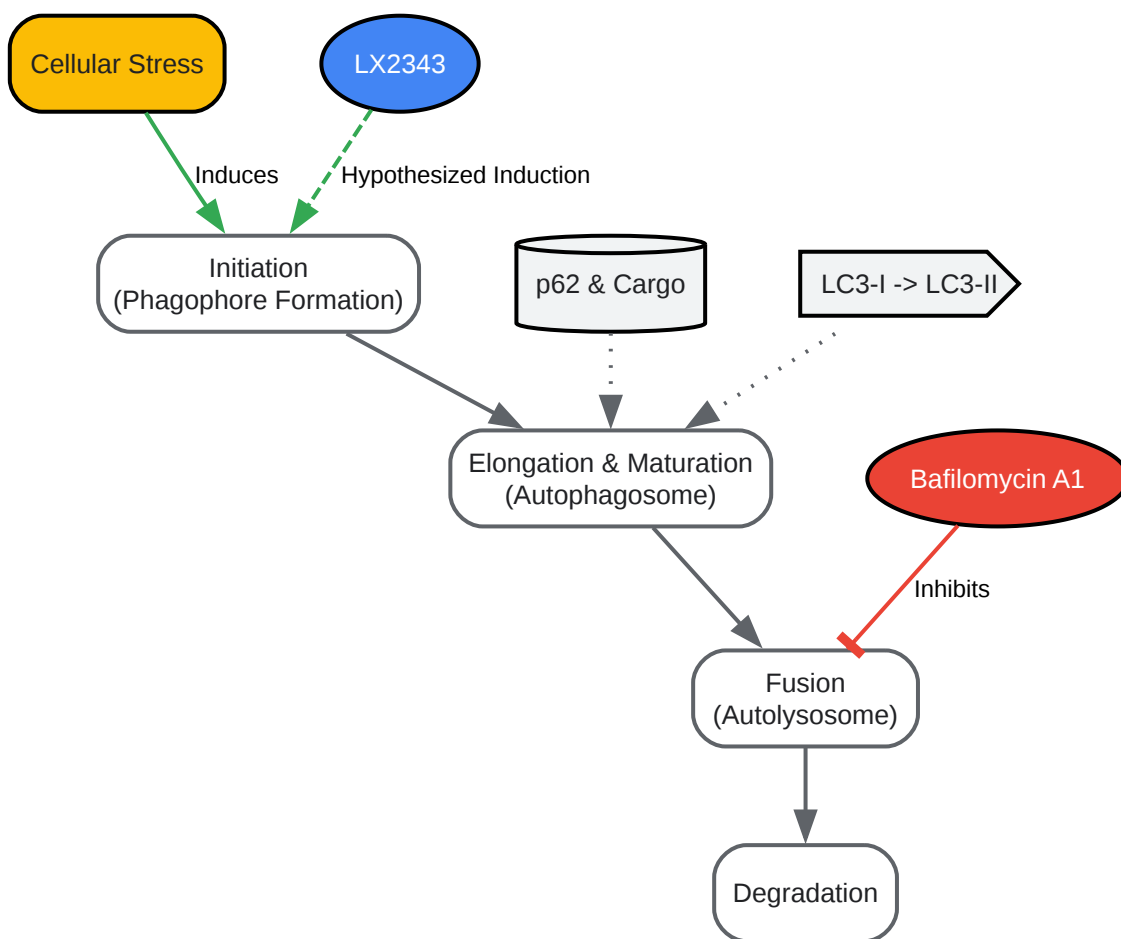 Cellular Stress
LX2343
Induces
Hypothesized Induction
Initiation
(Phagophore Formation)
p62 & Cargo
LC3-I -> LC3-II
Elongation & Maturation
(Autophagosome)
Bafilomycin A1
Inhibits
Fusion
(Autolysosome)
Degradation